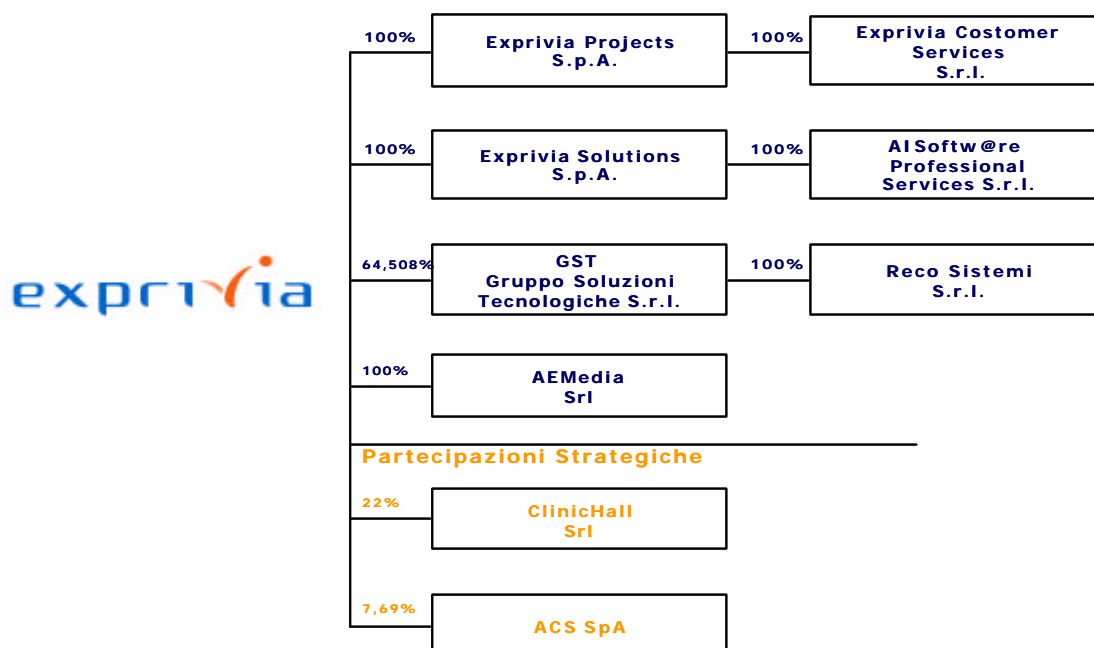 100%
Exprivia Projects
S.p.A.
100%
Exprivia Costomer
Services
S.r.l.
100%
Exprivia Solutions
S.p.A.
100%
AISoftw@re
Professional
Services S.r.l.
exprivia
64,508%
GST
Gruppo Soluzioni
Tecnologiche S.r.l.
100%
Reco Sistemi
S.r.l.
100%
AEMedia
Srl
Partecipazioni Strategiche
22%
ClinicHall
Srl
7,69%
ACS SpA